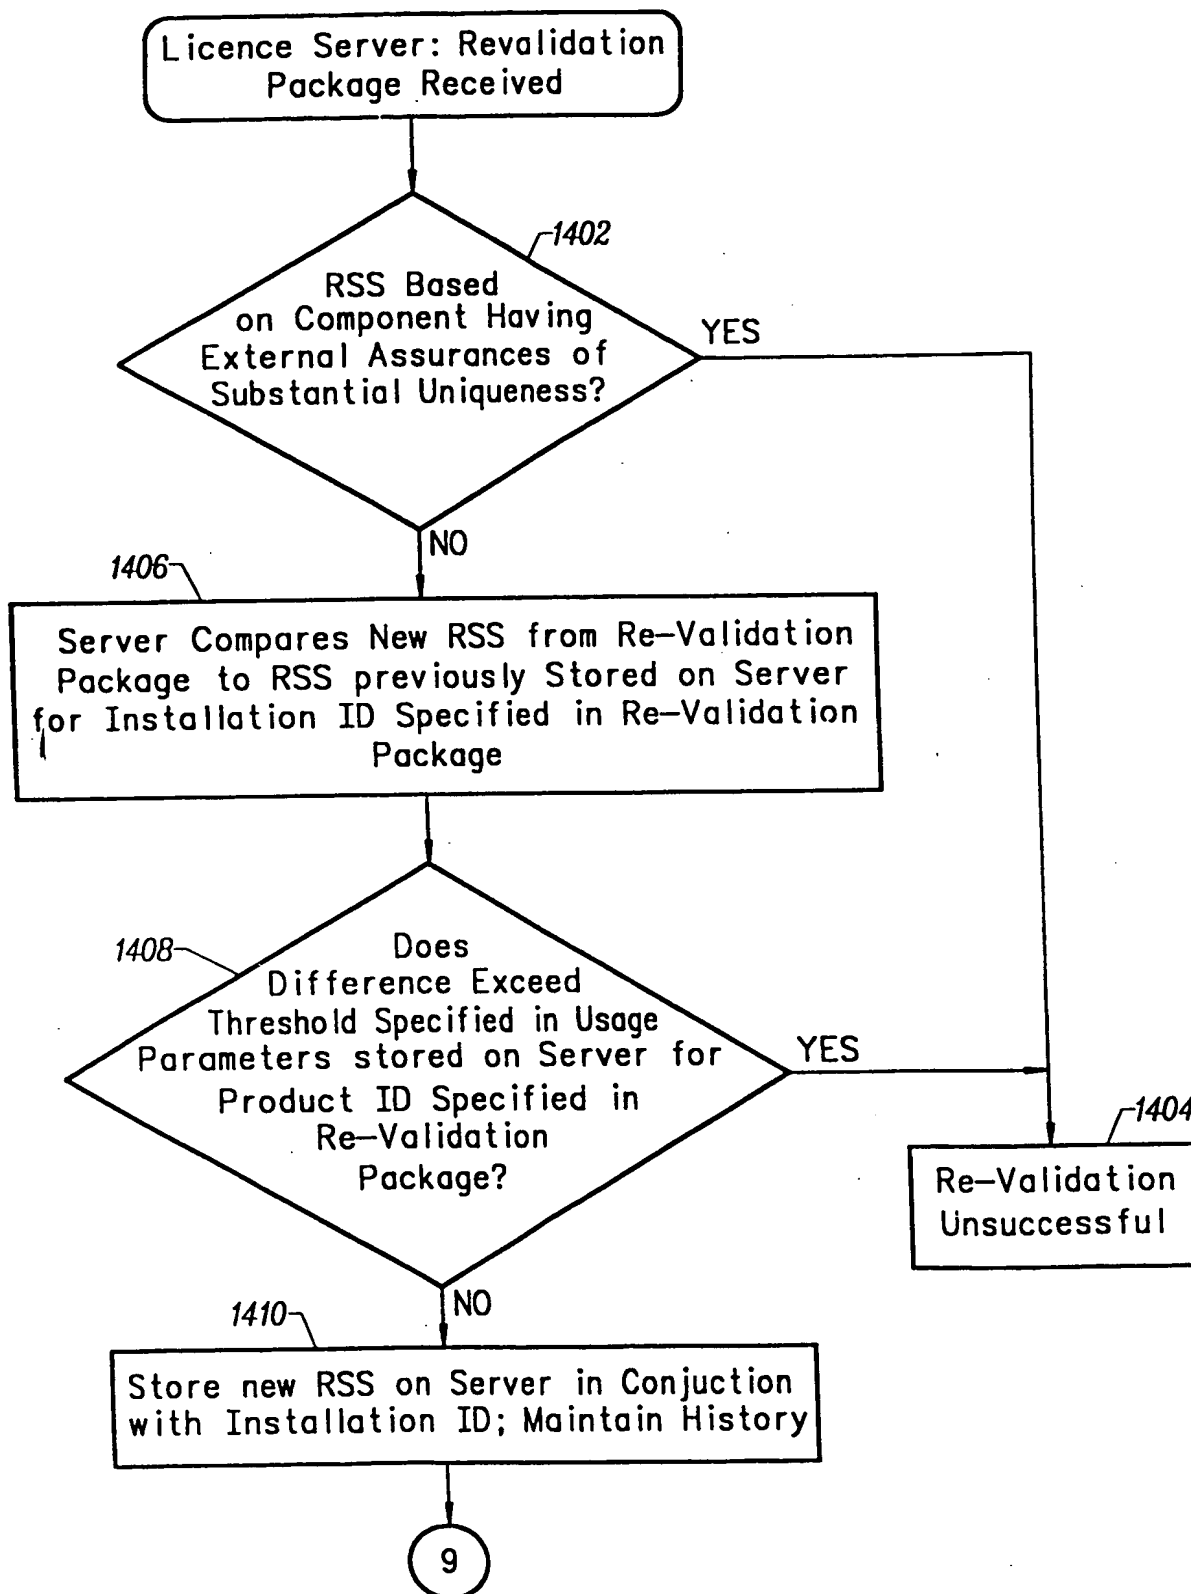 Licence Server: Revalidation
Package Received
1402
RSS Based
on Component Having
External Assurances of
Substantial Uniqueness?
YES
NO
1406
Server Compares New RSS from Re-Validation
Package to RSS previously Stored on Server
for Installation ID Specified in Re-Validation
Package
1408
Does
Difference Exceed
Threshold Specified in Usage
Parameters stored on Server for
Product ID Specified in
Re-Validation
Package?
YES
1404
Re-Validation
Unsuccessful
NO
1410
Store new RSS on Server in Conjuction
with Installation ID; Maintain History
9